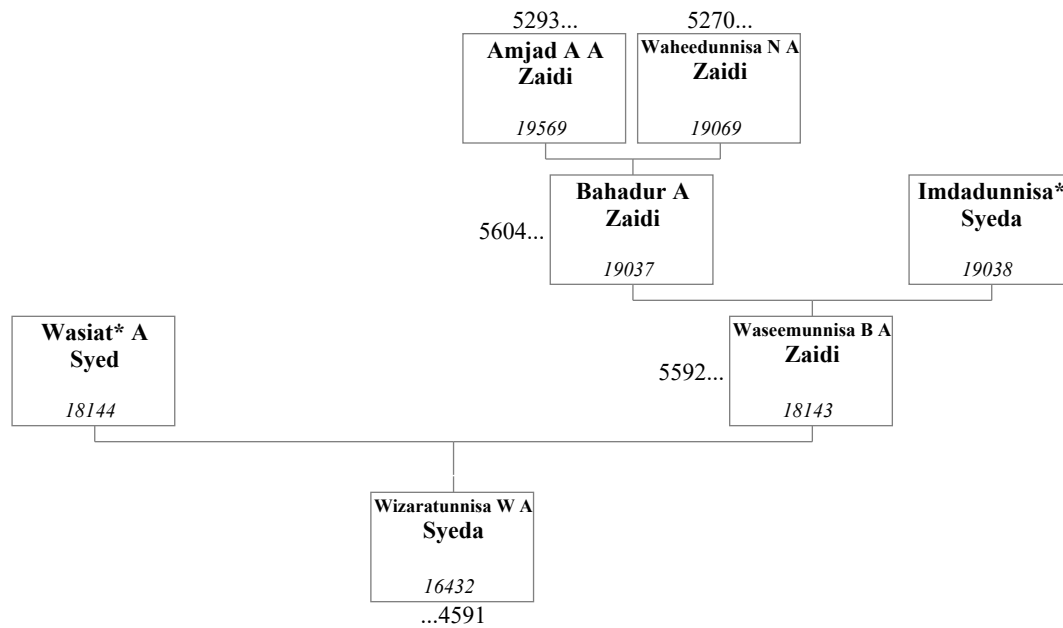 5293...
5270...
Amjad A A
Zaidi
19569
Waheedunnisa N A
Zaidi
19069
5604...
Bahadur A
Zaidi
19037
Imdadunnisa*
Syeda
19038
Wasiat* A
Syed
18144
5592...
Waseemunnisa B A
Zaidi
18143
Wizaratunnisa W A
Syeda
16432
...4591